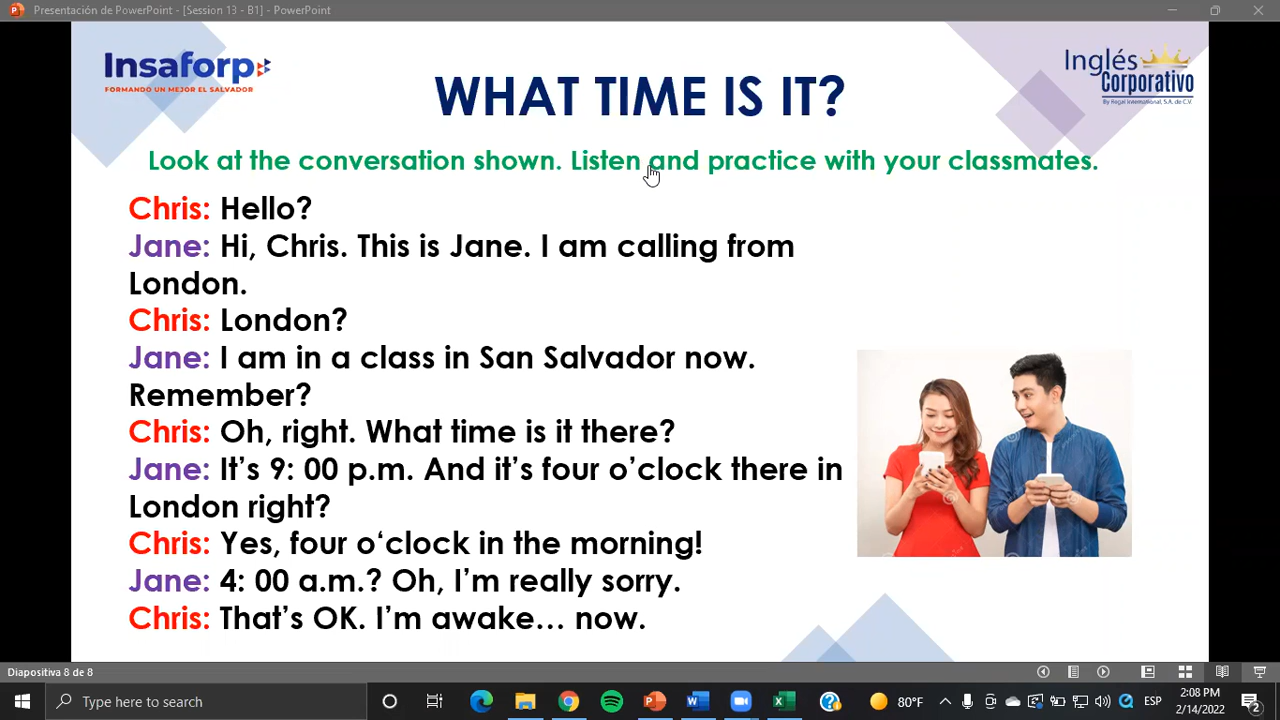 Presentación de PowerPoint - [Session 13 - B1] - PowerPoint
Insaforp
FORMANDO UN MEJOR EL SALVADOR
Inglés
Corporativo
By Regal International, S.A. de C.V.
WHAT TIME IS IT?
Look at the conversation shown. Listen and practice with your classmates.
Chris: Hello?
Jane: Hi, Chris. This is Jane. I am calling from
London.
Chris: London?
Jane: I am in a class in San Salvador now.
Remember?
Chris: Oh, right. What time is it there?
Jane: It’s 9: 00 p.m. And it’s four o’clock there in
London right?
Chris: Yes, four o‘clock in the morning!
Jane: 4: 00 a.m.? Oh, I’m really sorry.
Chris: That’s OK. I’m awake… now.
Diapositiva 8 de 8
Type here to search
80°F
ESP
2:08 PM
2/14/2022
2